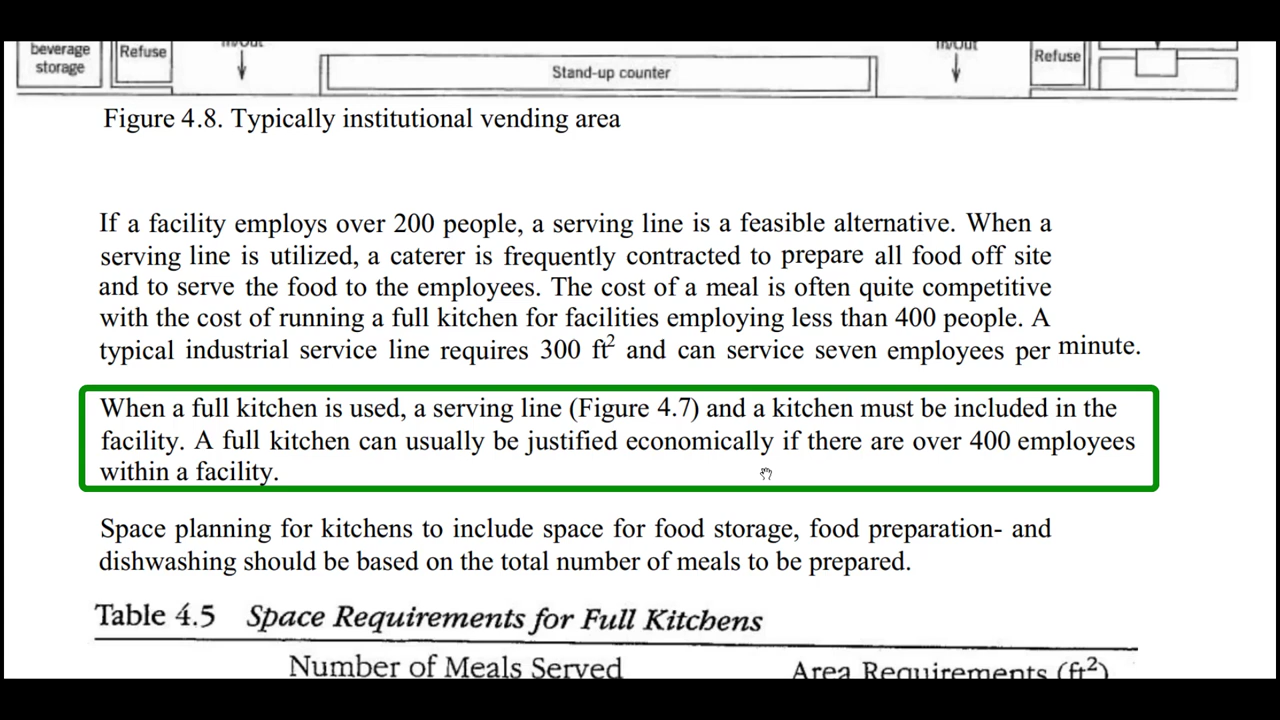 beverage
storage
Refuse
In/Out
Stand-up counter
In/Out
Refuse
Figure 4.8. Typically institutional vending area
If a facility employs over 200 people, a serving line is a feasible alternative. When a
serving line is utilized, a caterer is frequently contracted to prepare all food off site
and to serve the food to the employees. The cost of a meal is often quite competitive
with the cost of running a full kitchen for facilities employing less than 400 people. A
typical industrial service line requires 300 ft² and can service seven employees per minute.
When a full kitchen is used, a serving line (Figure 4.7) and a kitchen must be included in the
facility. A full kitchen can usually be justified economically if there are over 400 employees
within a facility.
Space planning for kitchens to include space for food storage, food preparation- and
dishwashing should be based on the total number of meals to be prepared.
Table 4.5 Space Requirements for Full Kitchens
Number of Meals Served Area Requirements (ft²)